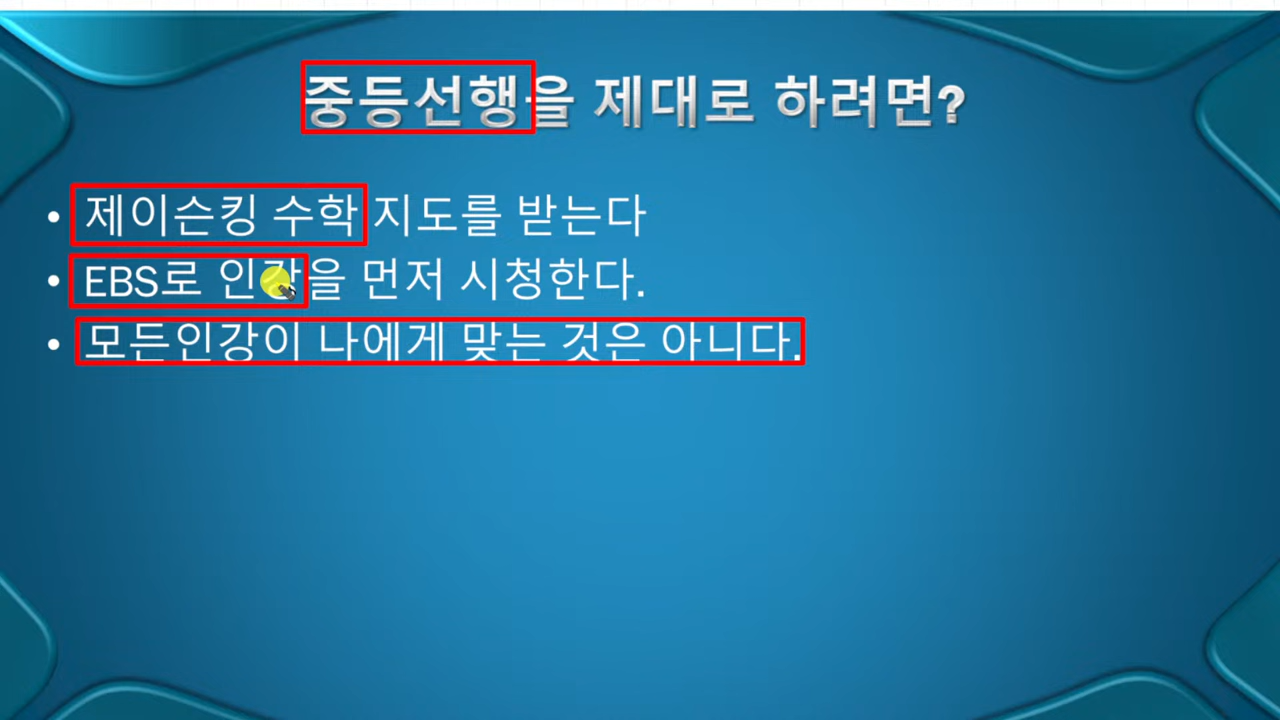 중등선행을 제대로 하려면?
• 제이슨킹 수학 지도를 받는다
• EBS로 인강을 먼저 시청한다.
• 모든인강이 나에게 맞는 것은 아니다.